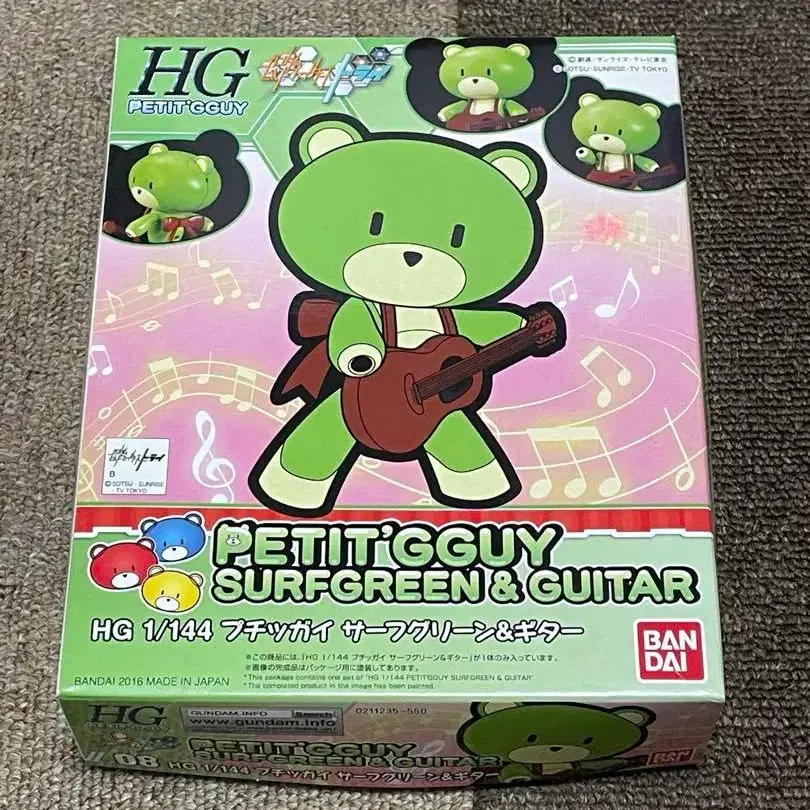 HG
PETIT'GGUY
©創通・サンライズ・テレビ東京
©SOTSU・SUNRISE・TV TOKYO
B
©SOTSU・SUNRISE
・TV TOKYO
PETIT'GGUY
SURFGREEN & GUITAR
HG 1/144 プチッガイ サーフグリーン&ギター
※この商品には、「HG 1/144 プチッガイ サーフグリーン&ギター」が1体のみ入っています。
※画像の完成品はパッケージ用に塗装してあります。
*This package contains one set of "HG 1/144 PETIT'GGUY SURFGREEN & GUITAR"
*The completed product in the image has been painted.
BANDAI 2016 MADE IN JAPAN
BAN
DAI
HG
GUNDAM.INFO Search
www.gundam.info
0211235-550
PETIT'GGUY
SURFGREEN & GUITAR
08 HG 1/144 プチッガイ サーフグリーン&ギター
BAN
DAI